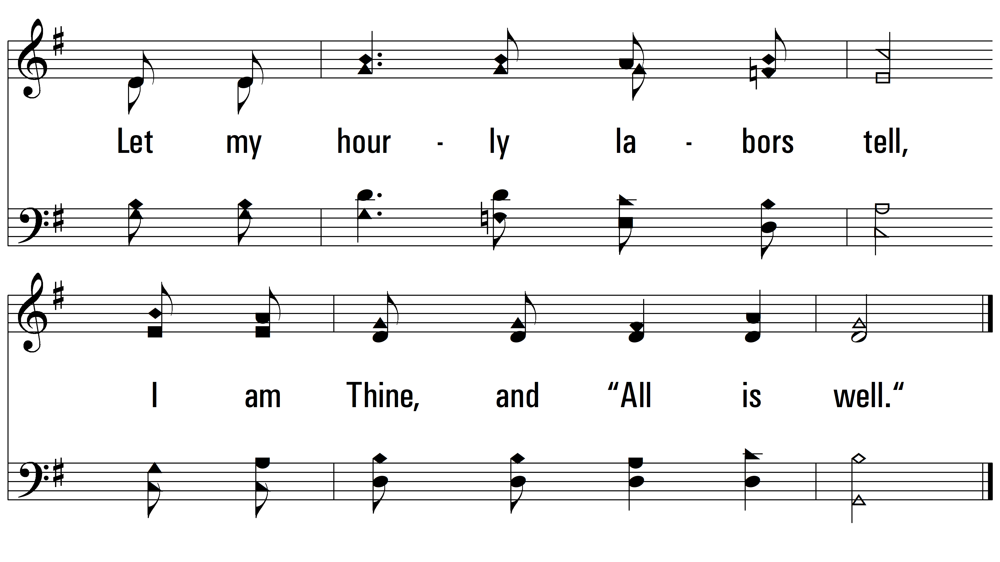 Let my hour - ly la - bors tell,
I am Thine, and “All is well.“